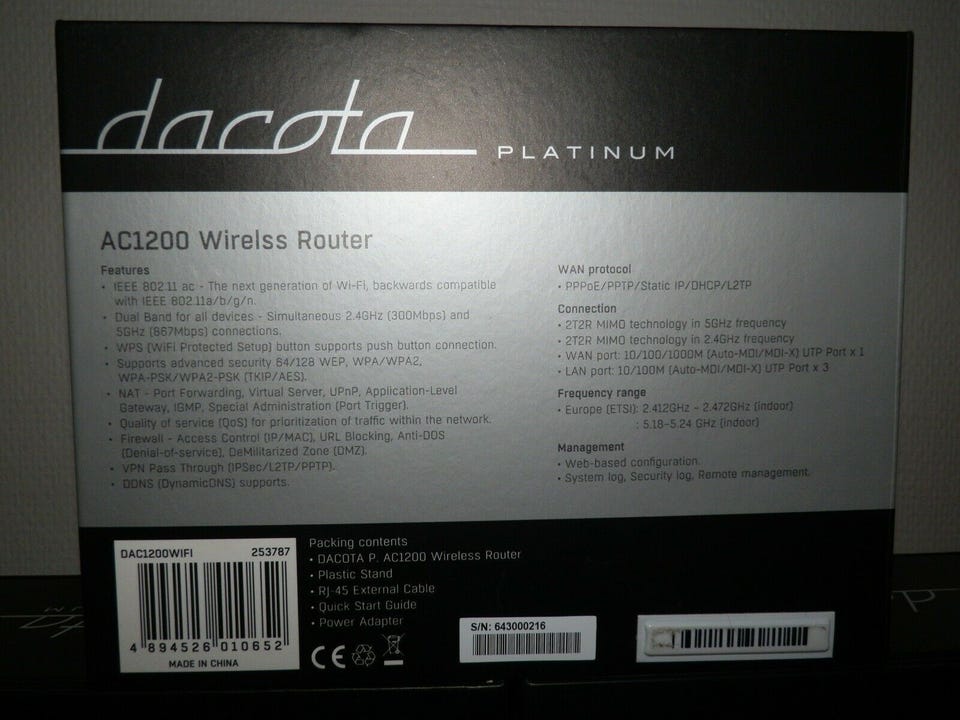 dacota PLATINUM
AC1200 Wirelss Router
Features
• IEEE 802.11 ac - The next generation of Wi-Fi, backwards compatible
with IEEE 802.11a/b/g/n.
• Dual Band for all devices - Simultaneous 2.4GHz (300Mbps) and
5GHz (867Mbps) connections.
• WPS (WiFi Protected Setup) button supports push button connection.
• Supports advanced security 64/128 WEP, WPA/WPA2,
WPA-PSK/WPA2-PSK (TKIP/AES).
• NAT - Port Forwarding, Virtual Server, UPnP, Application-Level
Gateway, IGMP, Special Administration (Port Trigger).
• Quality of service (QoS) for prioritization of traffic within the network.
• Firewall - Access Control (IP/MAC), URL Blocking, Anti-DOS
(Denial-of-service), DeMilitarized Zone (DMZ).
• VPN Pass Through (IPSec/L2TP/PPTP).
• DDNS (DynamicDNS) supports.
WAN protocol
• PPPoE/PPTP/Static IP/DHCP/L2TP
Connection
• 2T2R MIMO technology in 5GHz frequency
• 2T2R MIMO technology in 2.4GHz frequency
• WAN port: 10/100/1000M (Auto-MDI/MDI-X) UTP Port x 1
• LAN port: 10/100M (Auto-MDI/MDI-X) UTP Port x 3
Frequency range
• Europe (ETSI): 2.412GHz - 2.472GHz (indoor)
: 5.18-5.24 GHz (indoor)
Management
• Web-based configuration.
• System log, Security log, Remote management.
DAC1200WIFI 253787
4 894526 010652
MADE IN CHINA
Packing contents
• DACOTA P. AC1200 Wireless Router
• Plastic Stand
• RJ-45 External Cable
• Quick Start Guide
• Power Adapter
CE
S/N: 643000216